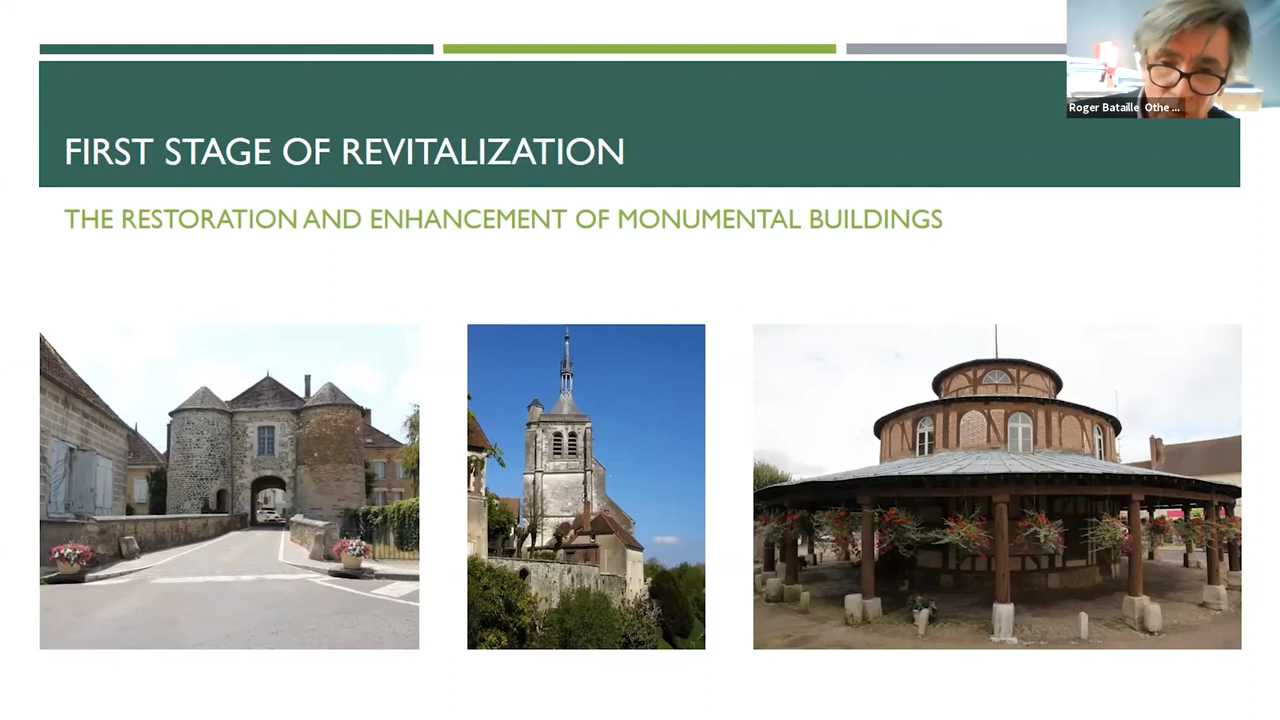 Roger Bataille Othe ...
FIRST STAGE OF REVITALIZATION
THE RESTORATION AND ENHANCEMENT OF MONUMENTAL BUILDINGS